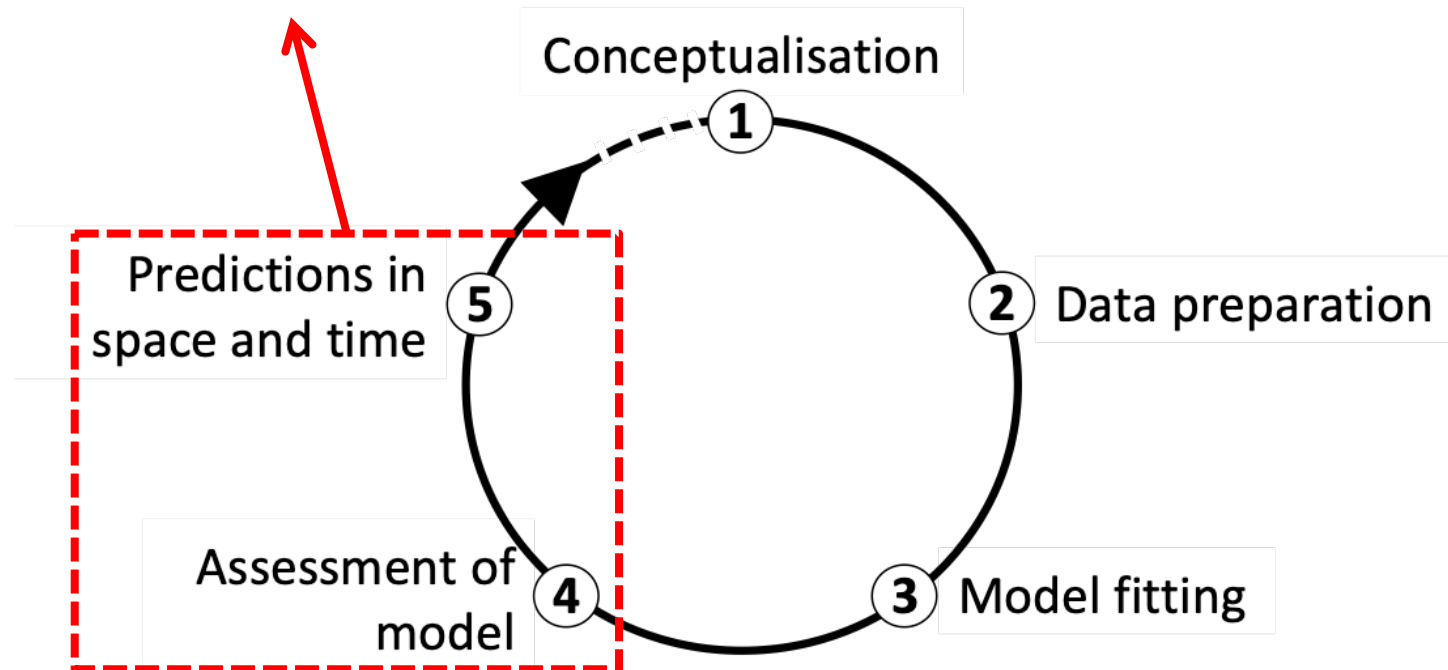 Conceptualisation
1
2
Data preparation
3
Model fitting
4
Assessment of
model
5
Predictions in
space and time